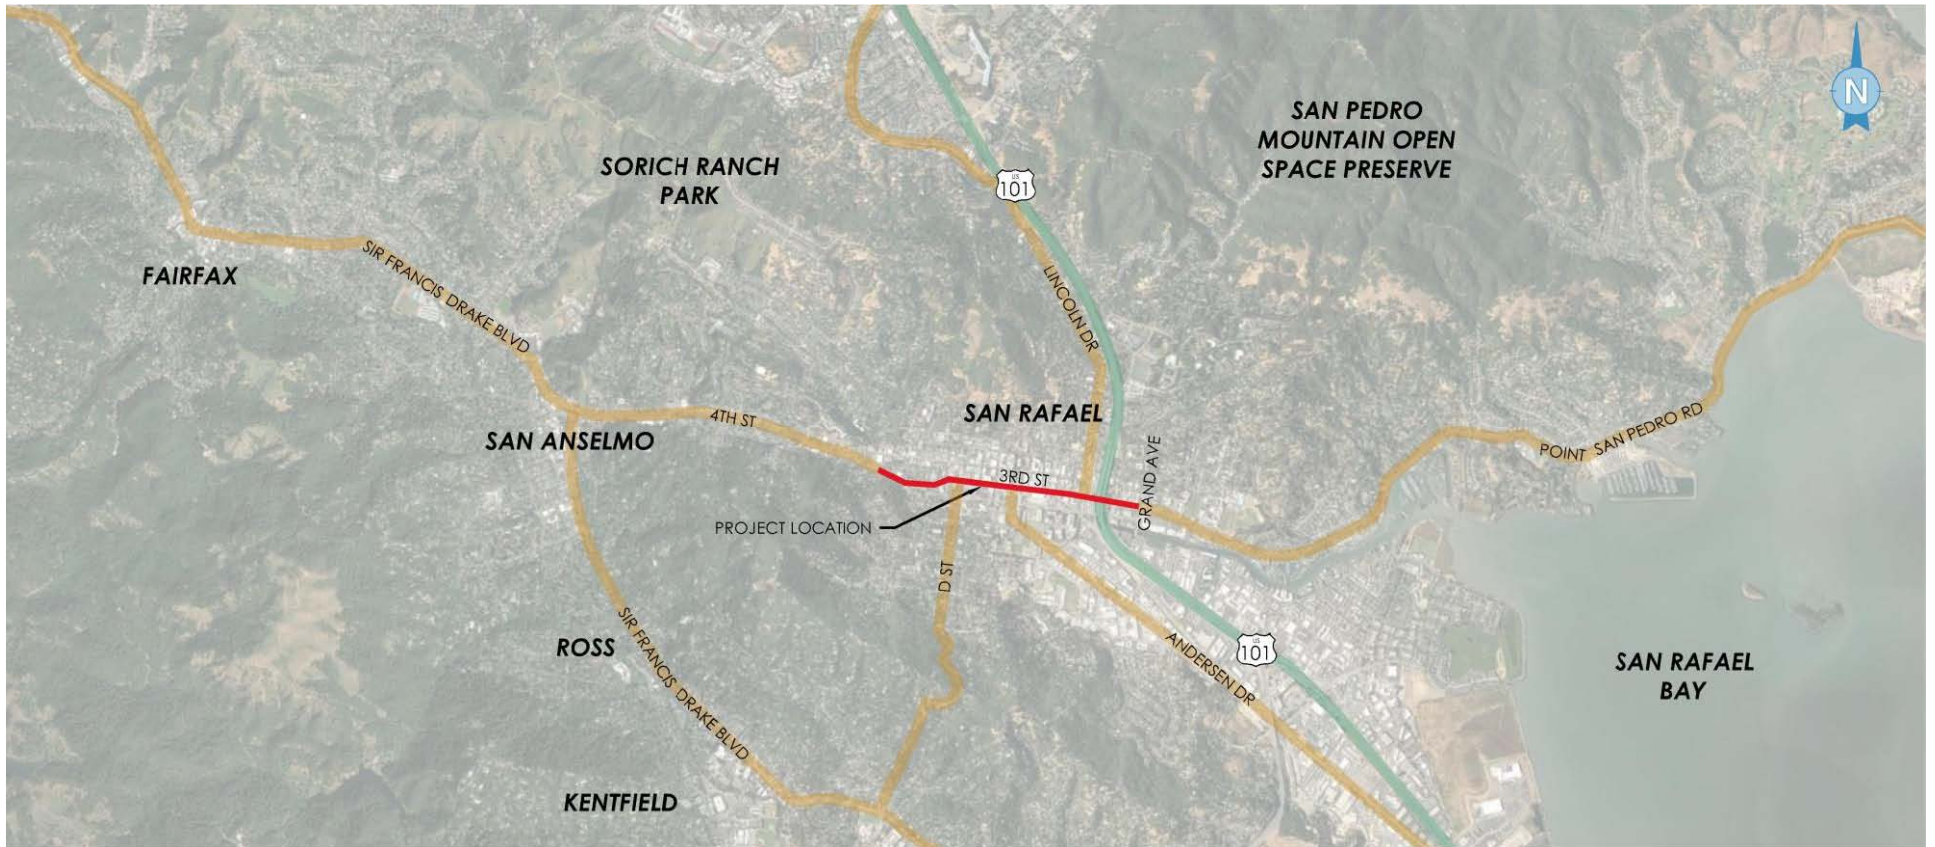 N
SAN PEDRO
MOUNTAIN OPEN
SPACE PRESERVE
SORICH RANCH
PARK
US
101
FAIRFAX
SIR FRANCIS DRAKE BLVD
LINCOLN DR
SAN RAFAEL
4TH ST
SAN ANSELMO
POINT SAN PEDRO RD
GRAND AVE
3RD ST
PROJECT LOCATION
D ST
SIR FRANCIS DRAKE BLVD
ROSS
ANDERSEN DR
US
101
SAN RAFAEL
BAY
KENTFIELD